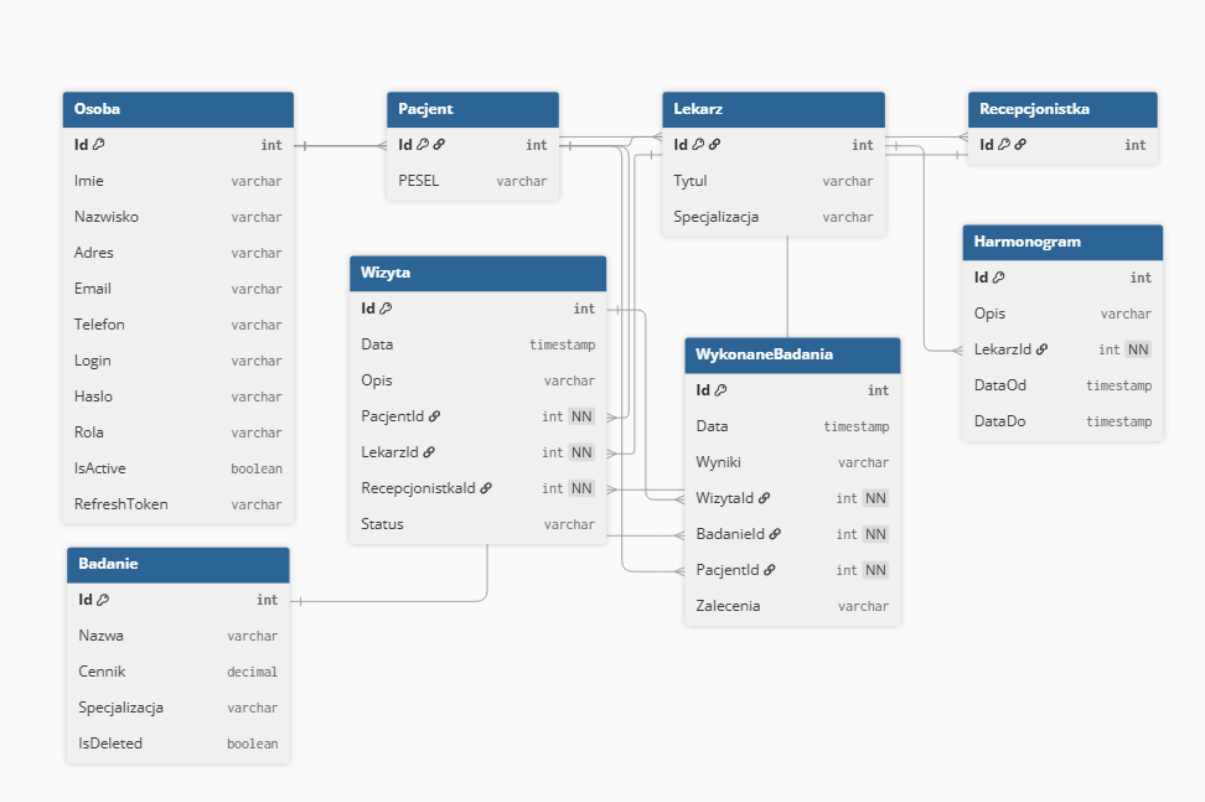 Osoba
Id int
Imie varchar
Nazwisko varchar
Adres varchar
Email varchar
Telefon varchar
Login varchar
Haslo varchar
Rola varchar
IsActive boolean
RefreshToken varchar
Pacjent
Id int
PESEL varchar
Lekarz
Id int
Tytul varchar
Specjalizacja varchar
Recepcjonistka
Id int
Harmonogram
Id int
Opis varchar
LekarzId int NN
DataOd timestamp
DataDo timestamp
Wizyta
Id int
Data timestamp
Opis varchar
PacjentId int NN
LekarzId int NN
RecepcjonistkaId int NN
Status varchar
WykonaneBadania
Id int
Data timestamp
Wyniki varchar
WizytaId int NN
BadanieId int NN
PacjentId int NN
Zalecenia varchar
Badanie
Id int
Nazwa varchar
Cennik decimal
Specjalizacja varchar
IsDeleted boolean